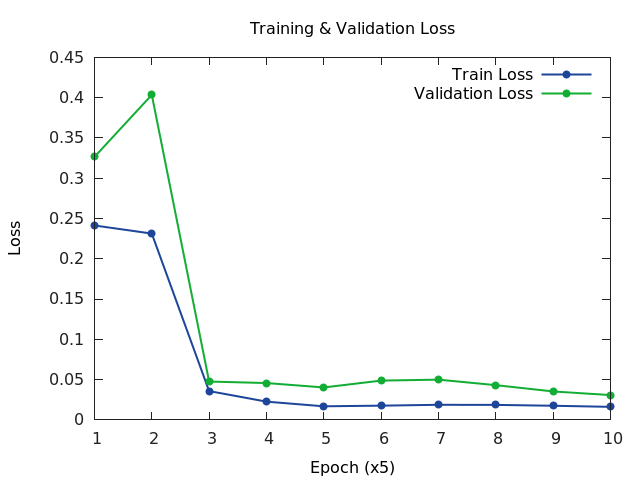 Training & Validation Loss
0.45
0.4
0.35
0.3
0.25
0.2
0.15
0.1
0.05
0
Loss
Train Loss
Validation Loss
1 2 3 4 5 6 7 8 9 10
Epoch (x5)